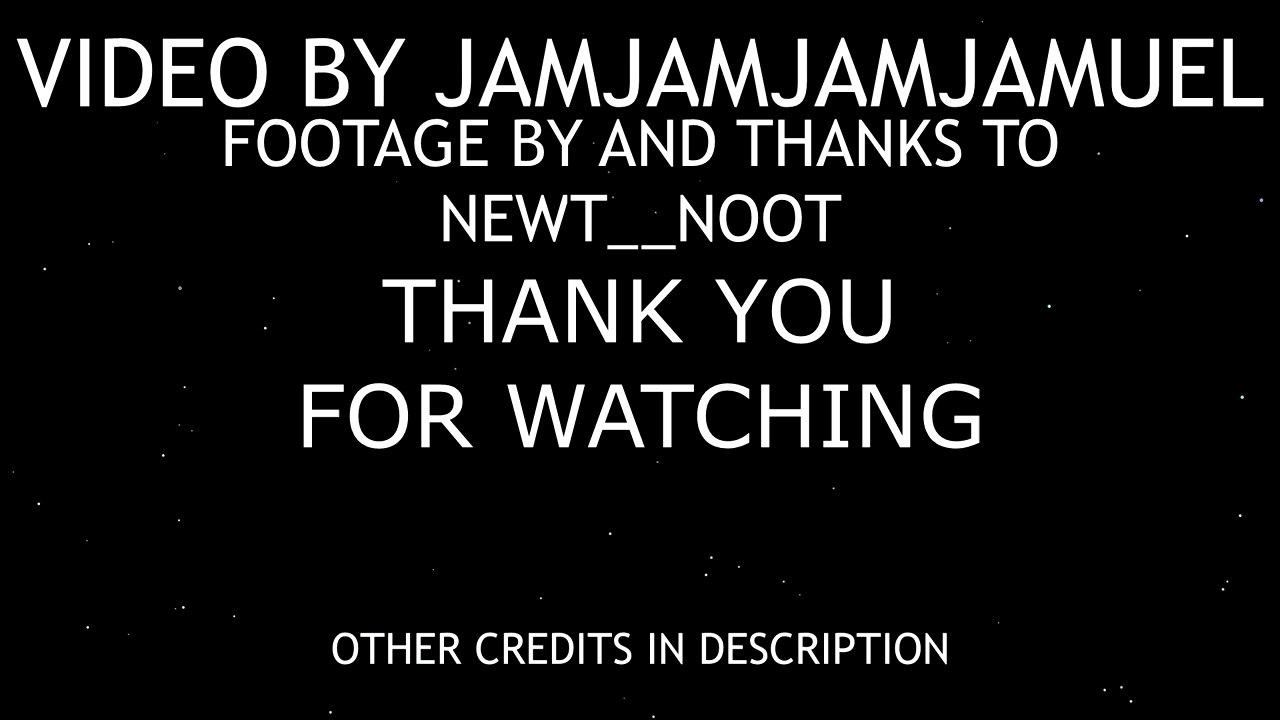 VIDEO BY JAMJAMJAMJAMUEL
FOOTAGE BY AND THANKS TO
NEWT__NOOT
THANK YOU
FOR WATCHING
OTHER CREDITS IN DESCRIPTION